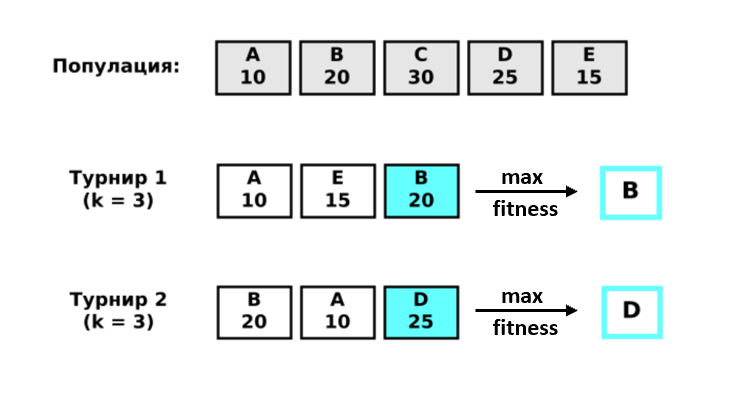 Популация:
A B C D E
10 20 30 25 15
Турнир 1
(k = 3)
A E B
10 15 20
max
fitness
B
Турнир 2
(k = 3)
B A D
20 10 25
max
fitness
D